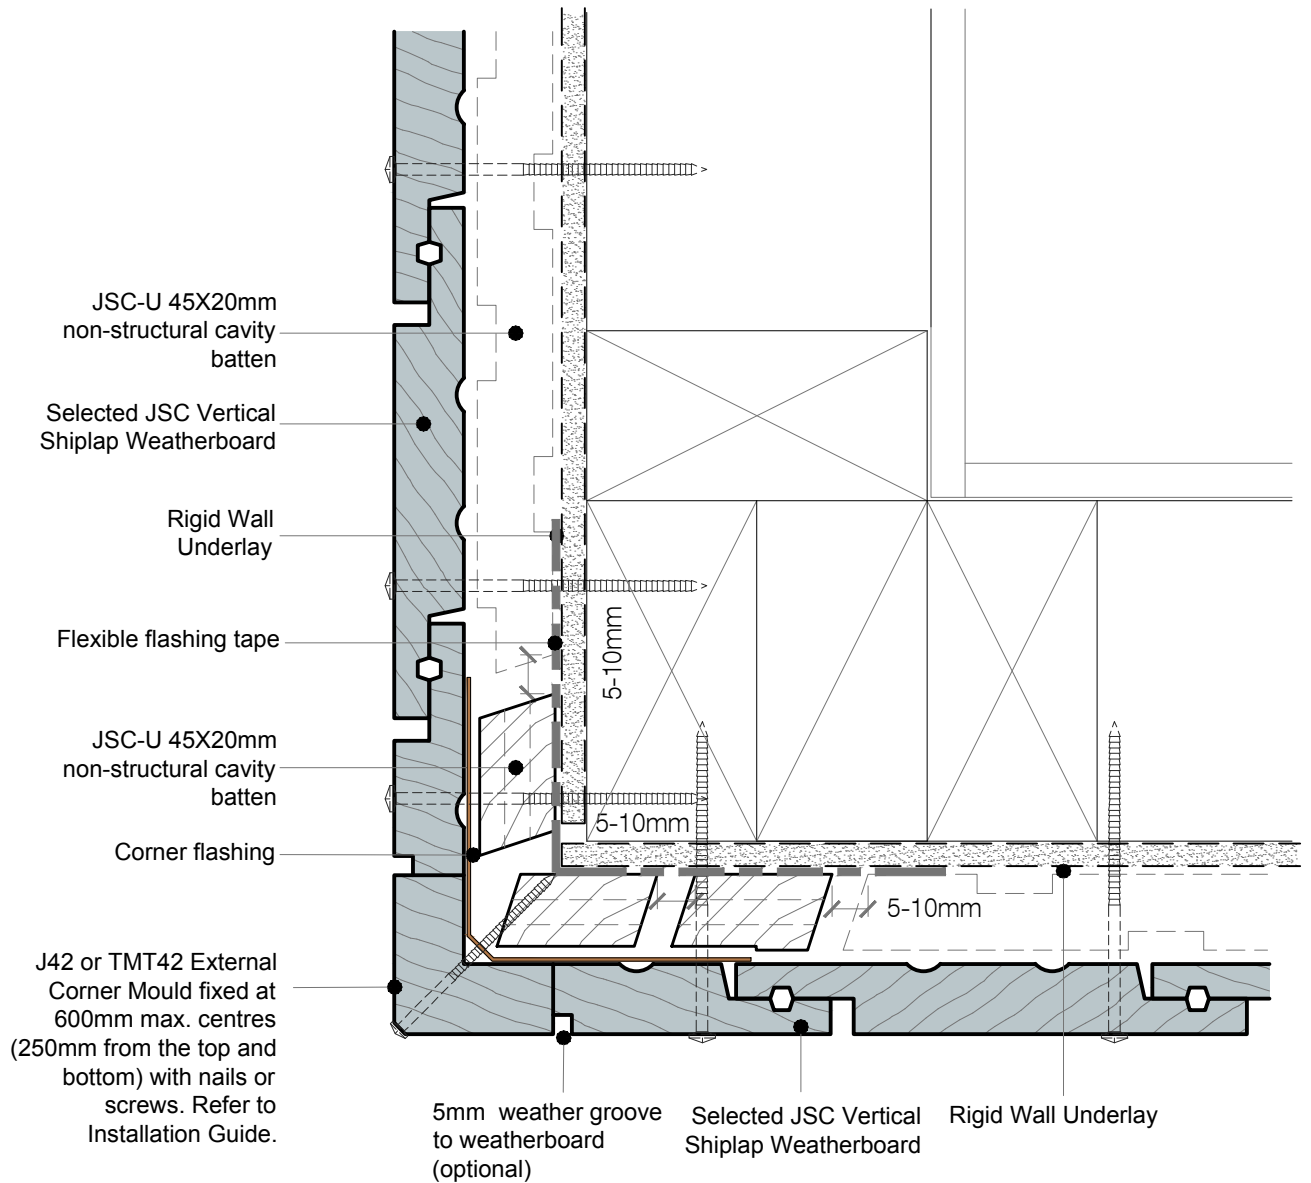 JSC-U 45X20mm
non-structural cavity
batten
Selected JSC Vertical
Shiplap Weatherboard
Rigid Wall
Underlay
Flexible flashing tape
5-10mm
JSC-U 45X20mm
non-structural cavity
batten
5-10mm
Corner flashing
5-10mm
J42 or TMT42 External
Corner Mould fixed at
600mm max. centres
(250mm from the top and
bottom) with nails or
screws. Refer to
Installation Guide.
5mm weather groove
to weatherboard
(optional)
Selected JSC Vertical
Shiplap Weatherboard
Rigid Wall Underlay